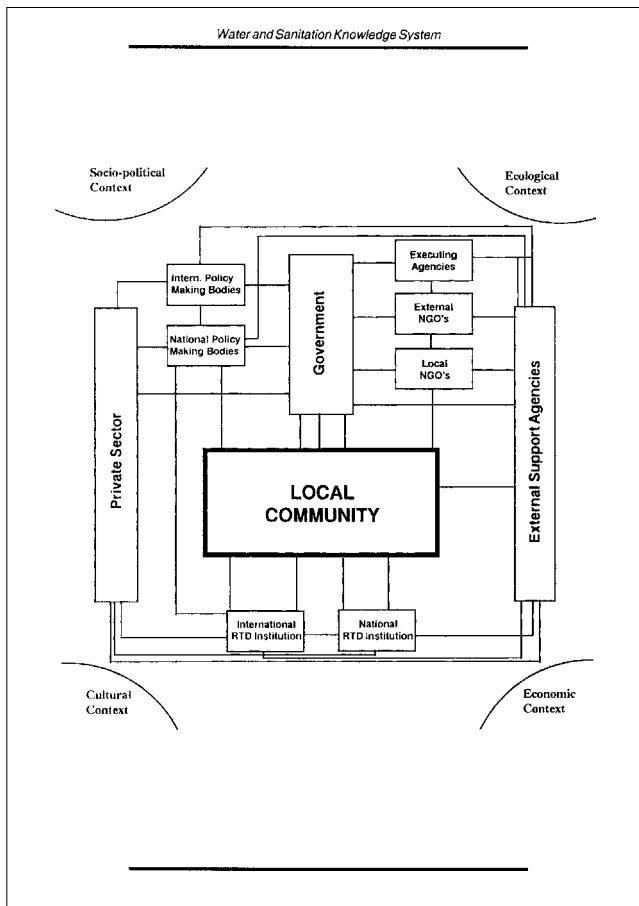 Water and Sanitation Knowledge System
Socio-political
Context
Ecological
Context
Intern. Policy
Making Bodies
National Policy
Making Bodies
Government
Executing
Agencies
External
NGO's
Local
NGO's
Private Sector
External Support Agencies
LOCAL
COMMUNITY
International
RTD Institution
National
RTD Institution
Cultural
Context
Economic
Context